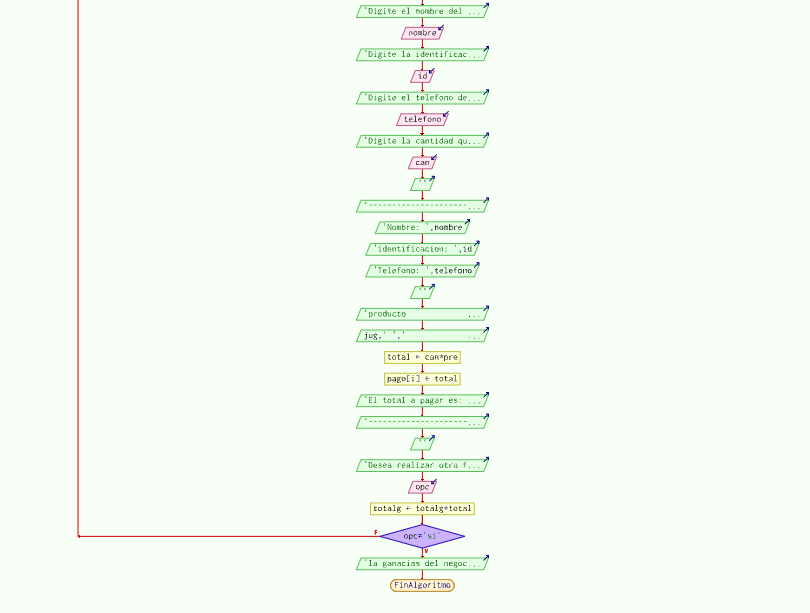 'Digite el nombre del ...
nombre
'Digite la identificac...
id
'Digite el telefono de...
telefono
'Digite la cantidad qu...
can
''
'---------------------...
'Nombre: ',nombre
'identificacion: ',id
'Telefono: ',telefono
''
'producto ...
jug,' ',' ...
total ← can*pre
pago[i] ← total
'El total a pagar es: ...
'---------------------...
''
'Desea realizar otra f...
opc
totalg ← totalg+total
opc≠'si'
F
V
'la ganacias del negoc...
FinAlgoritmo